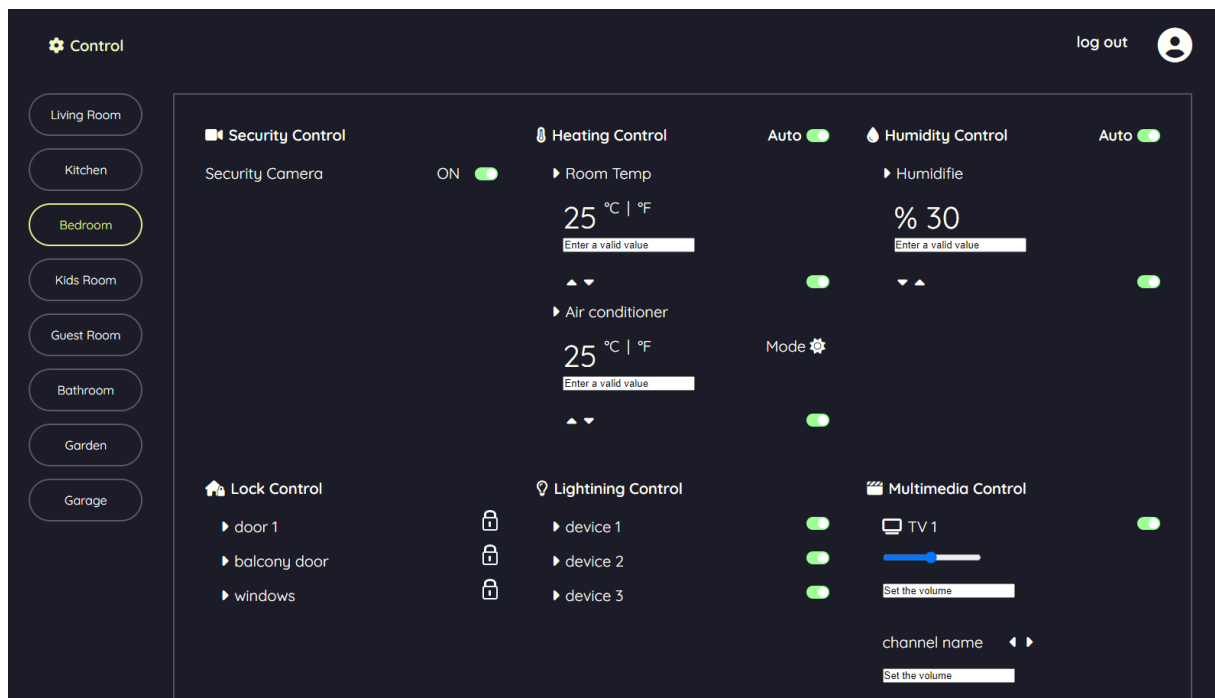 Control
log out
Living Room
Kitchen
Bedroom
Kids Room
Guest Room
Bathroom
Garden
Garage
Security Control
Security Camera ON
Heating Control Auto
Room Temp
25 °C | °F
Enter a valid value
Air conditioner
25 °C | °F Mode
Enter a valid value
Humidity Control Auto
Humidifie
% 30
Enter a valid value
Lock Control
door 1
balcony door
windows
Lightining Control
device 1
device 2
device 3
Multimedia Control
TV 1
Set the volume
channel name
Set the volume